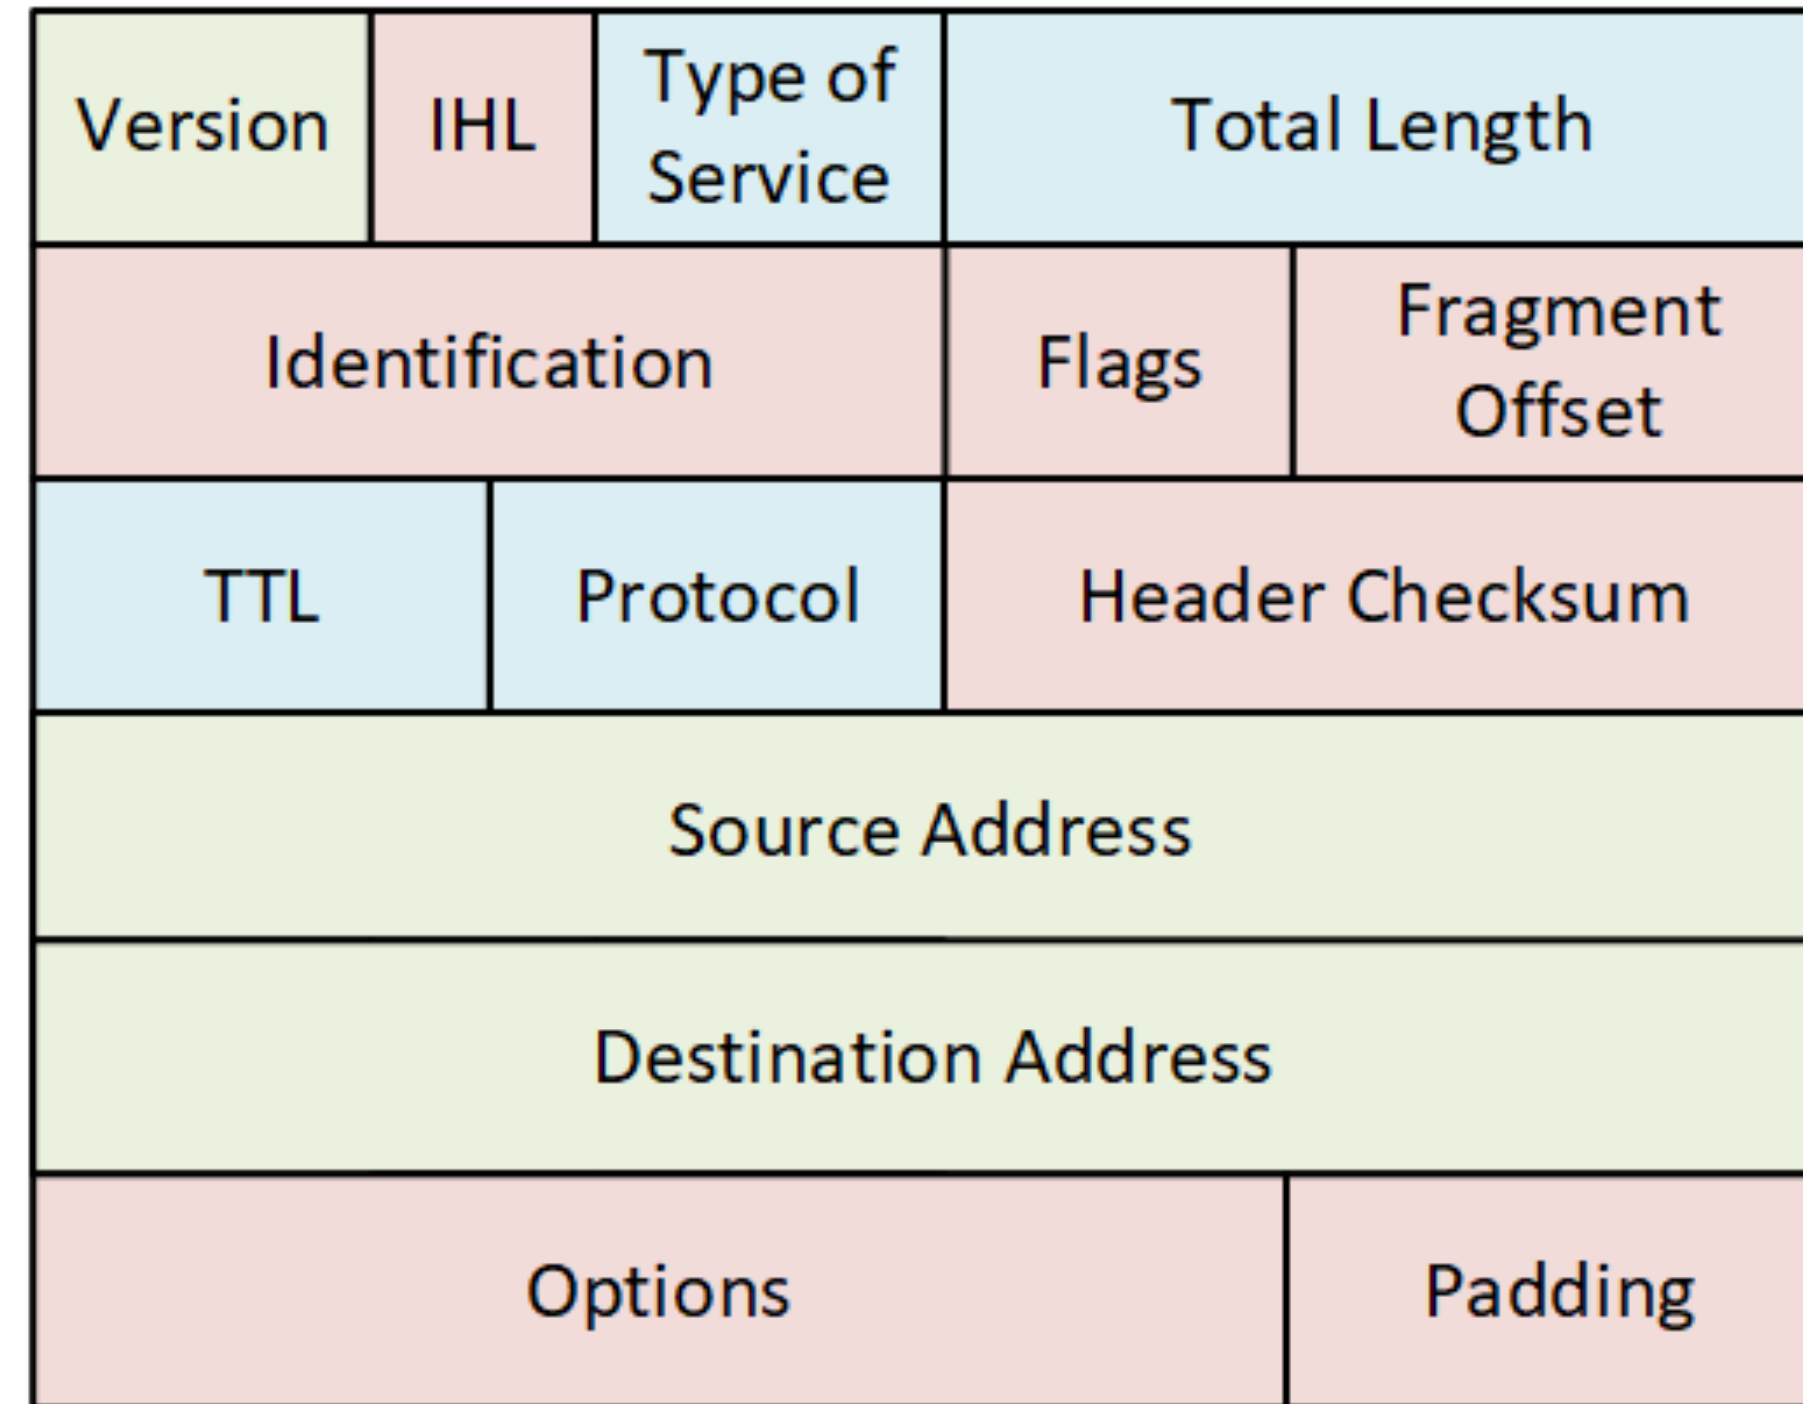 Version
IHL
Type of
Service
Total Length
Identification
Flags
Fragment
Offset
TTL
Protocol
Header Checksum
Source Address
Destination Address
Options
Padding